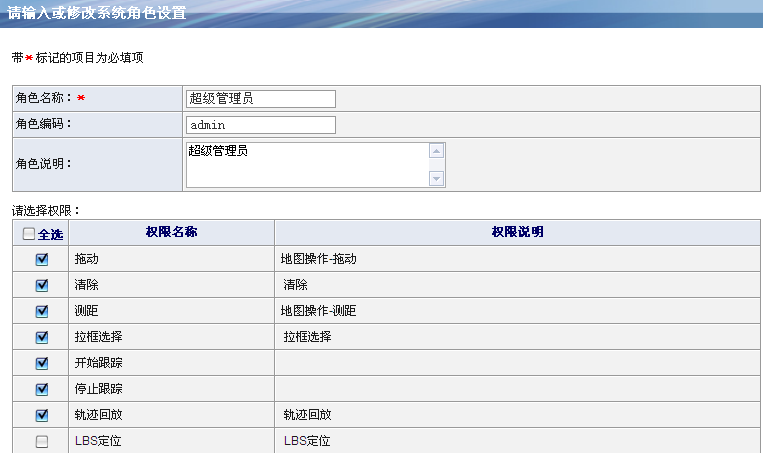 请输入或修改系统角色设置
带*标记的项目为必填项
角色名称：* 超级管理员
角色编码： admin
角色说明： 超级管理员
请选择权限：
全选 权限名称 权限说明
拖动 地图操作-拖动
清除 清除
测距 地图操作-测距
拉框选择 拉框选择
开始跟踪
停止跟踪
轨迹回放 轨迹回放
LBS定位 LBS定位